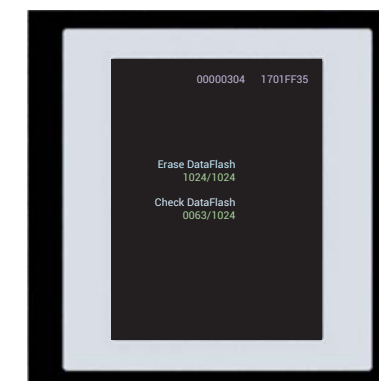 00000304 1701FF35
Erase DataFlash
1024/1024
Check DataFlash
0063/1024